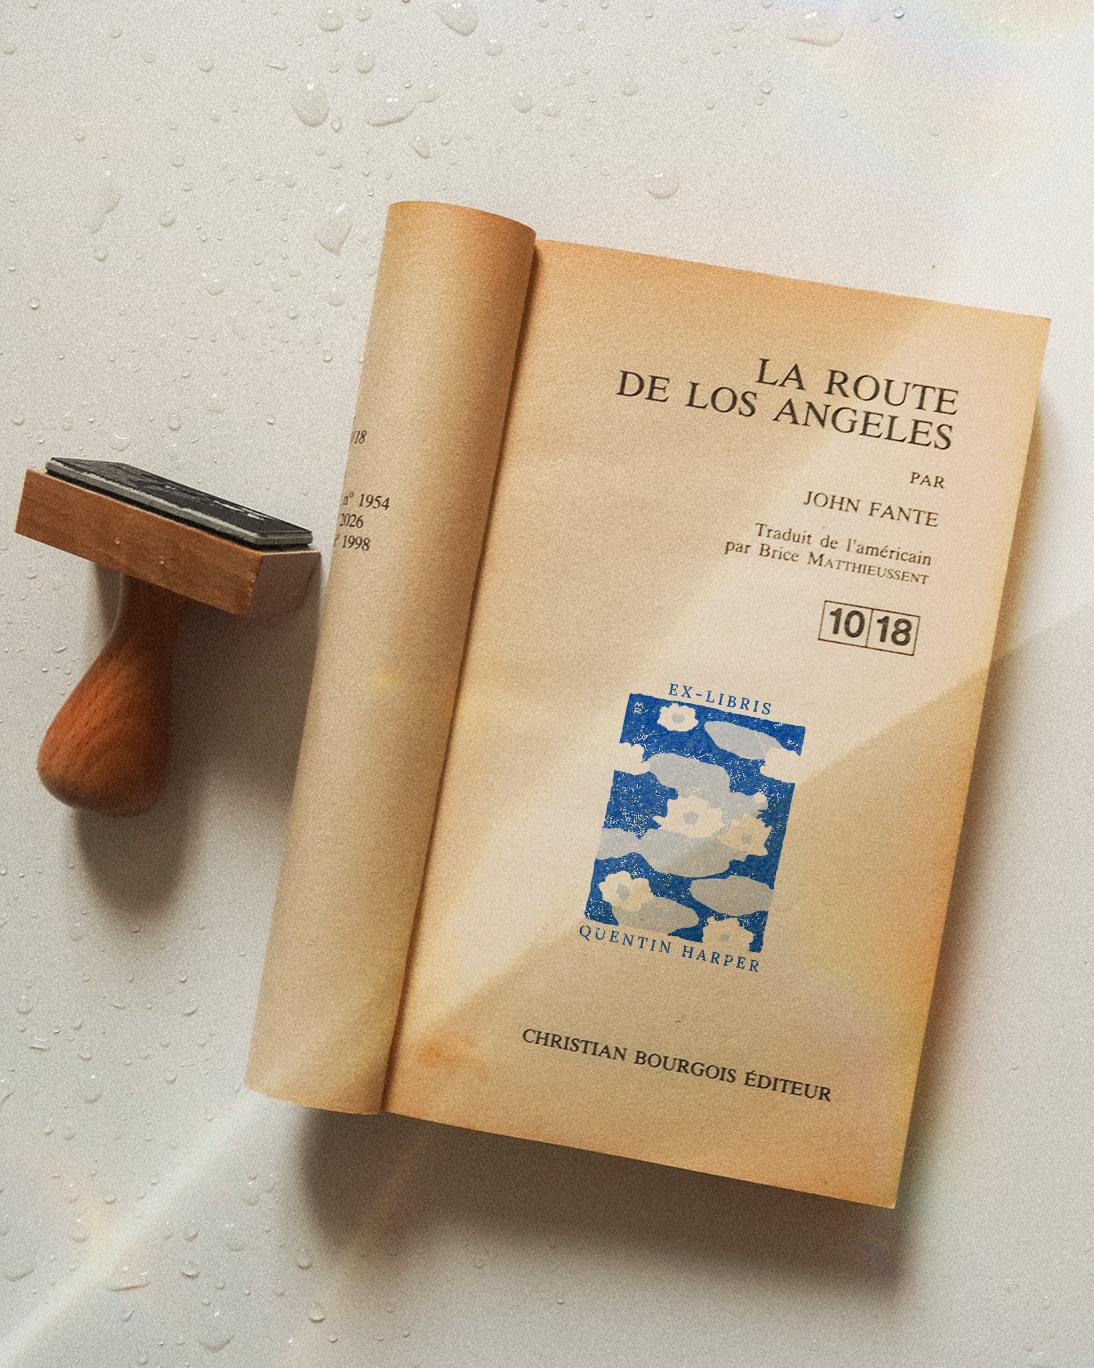 18
n° 1954
2026
1998
LA ROUTE
DE LOS ANGELES
PAR
JOHN FANTE
Traduit de l'américain
par Brice MATTHIEUSSENT
10 18
EX-LIBRIS
QUENTIN HARPER
CHRISTIAN BOURGOIS ÉDITEUR